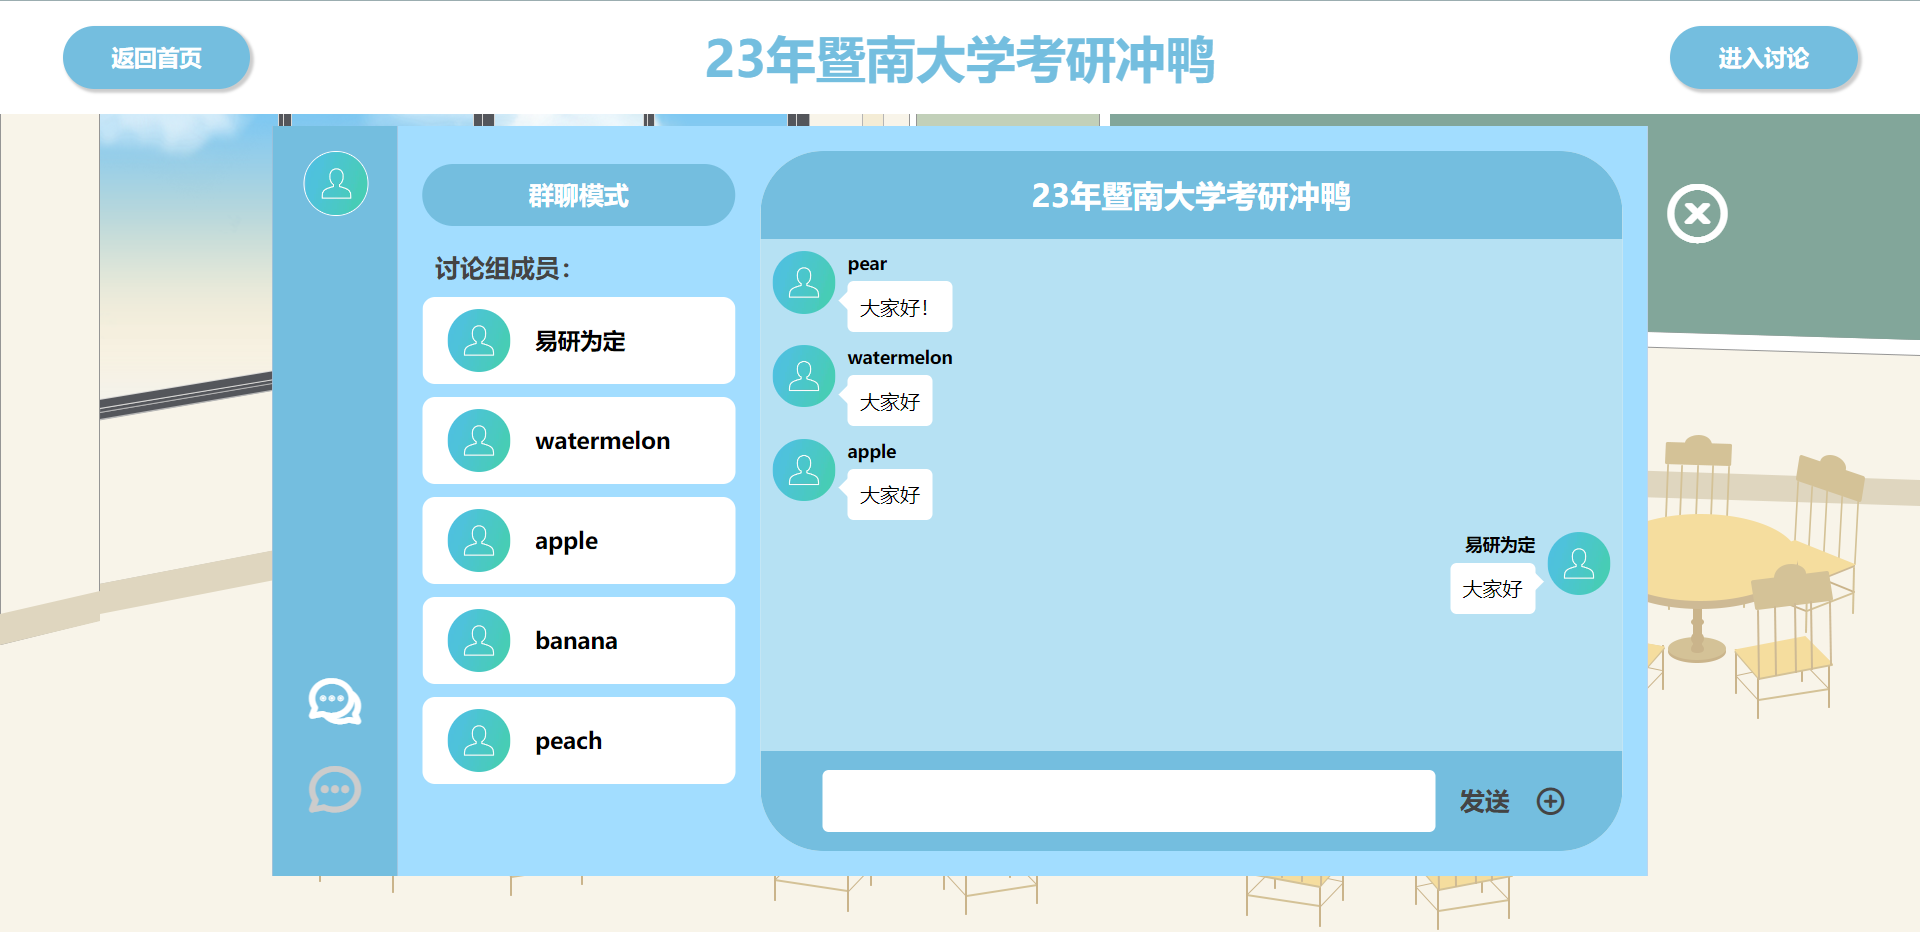 返回首页
23年暨南大学考研冲鸭
进入讨论
群聊模式
讨论组成员：
易研为定
watermelon
apple
banana
peach
23年暨南大学考研冲鸭
pear
大家好！
watermelon
大家好
apple
大家好
易研为定
大家好
发送